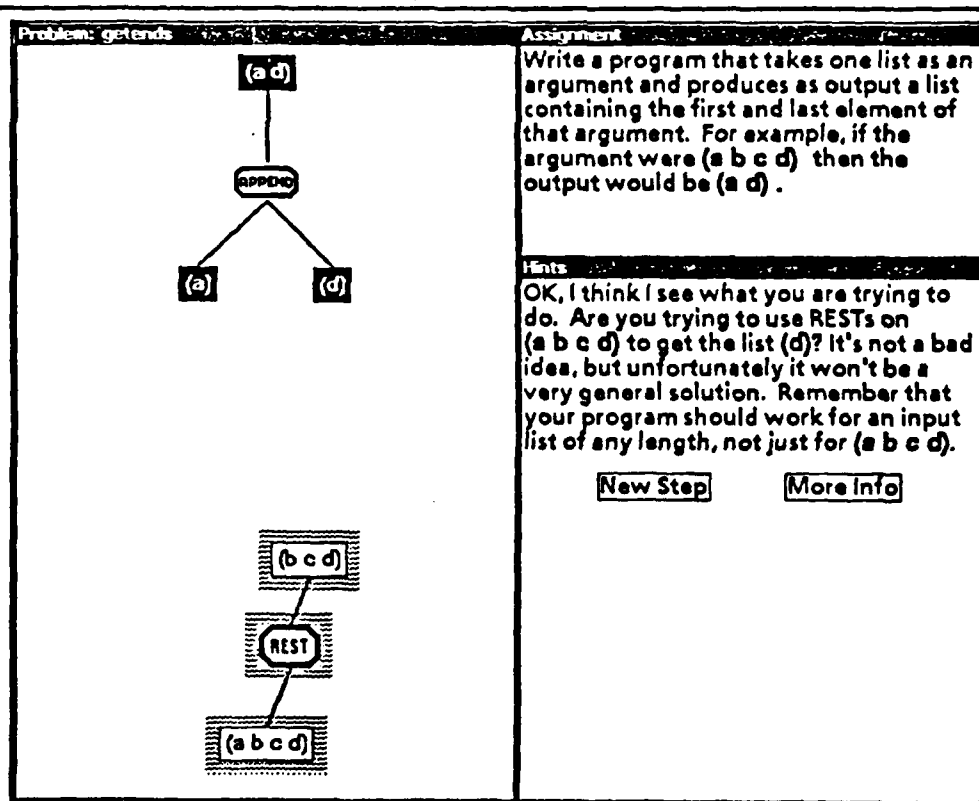 Problem: getends
(a d)
APPEND
(a)
(d)
(b c d)
REST
(a b c d)
Assignment
Write a program that takes one list as an
argument and produces as output a list
containing the first and last element of
that argument. For example, if the
argument were (a b c d) then the
output would be (a d) .
Hints
OK, I think I see what you are trying to
do. Are you trying to use RESTs on
(a b c d) to get the list (d)? It's not a bad
idea, but unfortunately it won't be a
very general solution. Remember that
your program should work for an input
list of any length, not just for (a b c d).
New Step
More Info